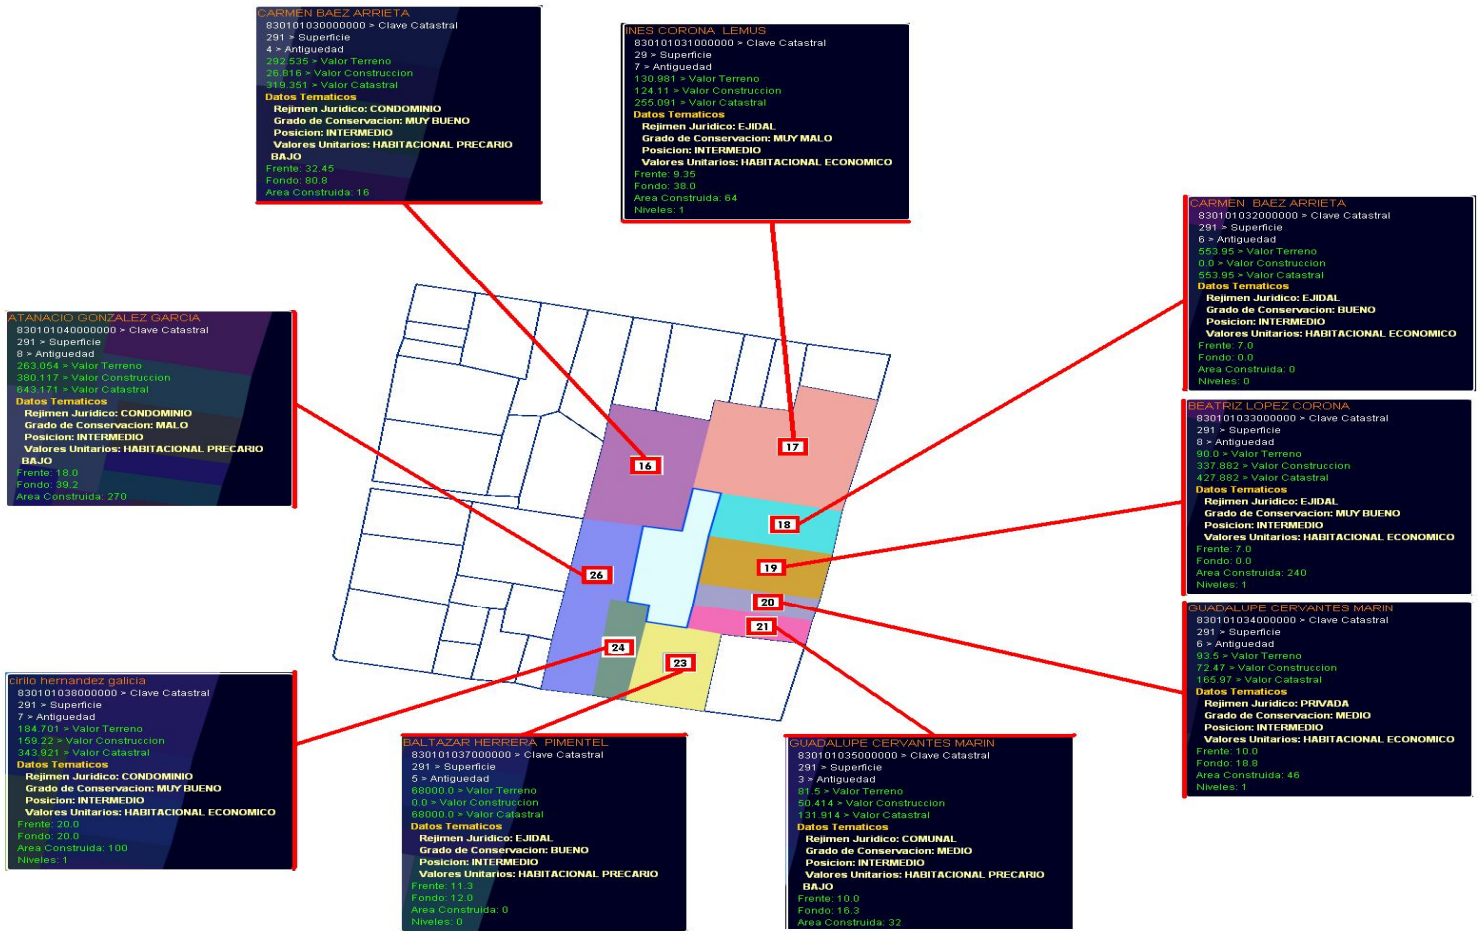 CARMEN BAEZ ARRIETA
830101030000000 > Clave Catastral
291 > Superficie
4 > Antiguedad
292.535 > Valor Terreno
26.816 > Valor Construccion
319.351 > Valor Catastral
Datos Tematicos
Rejimen Juridico: CONDOMINIO
Grado de Conservacion: MUY BUENO
Posicion: INTERMEDIO
Valores Unitarios: HABITACIONAL PRECARIO
BAJO
Frente: 32.45
Fondo: 80.8
Area Construida: 16
INES CORONA LEMUS
830101031000000 > Clave Catastral
29 > Superficie
7 > Antiguedad
130.981 > Valor Terreno
124.11 > Valor Construccion
255.091 > Valor Catastral
Datos Tematicos
Rejimen Juridico: EJIDAL
Grado de Conservacion: MUY MALO
Posicion: INTERMEDIO
Valores Unitarios: HABITACIONAL ECONOMICO
Frente: 9.35
Fondo: 38.0
Area Construida: 64
Niveles: 1
CARMEN BAEZ ARRIETA
830101032000000 > Clave Catastral
291 > Superficie
6 > Antiguedad
553.95 > Valor Terreno
0.0 > Valor Construccion
553.95 > Valor Catastral
Datos Tematicos
Rejimen Juridico: EJIDAL
Grado de Conservacion: BUENO
Posicion: INTERMEDIO
Valores Unitarios: HABITACIONAL ECONOMICO
Frente: 7.0
Fondo: 0.0
Area Construida: 0
Niveles: 0
ATANACIO GONZALEZ GARCIA
830101040000000 > Clave Catastral
291 > Superficie
8 > Antiguedad
263.054 > Valor Terreno
380.117 > Valor Construccion
643.171 > Valor Catastral
Datos Tematicos
Rejimen Juridico: CONDOMINIO
Grado de Conservacion: MALO
Posicion: INTERMEDIO
Valores Unitarios: HABITACIONAL PRECARIO
BAJO
Frente: 18.0
Fondo: 39.2
Area Construida: 270
BEATRIZ LOPEZ CORONA
830101033000000 > Clave Catastral
291 > Superficie
8 > Antiguedad
90.0 > Valor Terreno
337.882 > Valor Construccion
427.882 > Valor Catastral
Datos Tematicos
Rejimen Juridico: EJIDAL
Grado de Conservacion: MUY BUENO
Posicion: INTERMEDIO
Valores Unitarios: HABITACIONAL ECONOMICO
Frente: 7.0
Fondo: 0.0
Area Construida: 240
Niveles: 1
16
17
18
19
26
20
21
24
23
GUADALUPE CERVANTES MARIN
830101034000000 > Clave Catastral
291 > Superficie
6 > Antiguedad
93.5 > Valor Terreno
72.47 > Valor Construccion
165.97 > Valor Catastral
Datos Tematicos
Rejimen Juridico: PRIVADA
Grado de Conservacion: MEDIO
Posicion: INTERMEDIO
Valores Unitarios: HABITACIONAL ECONOMICO
Frente: 10.0
Fondo: 18.8
Area Construida: 46
Niveles: 1
cirilo hernandez galicia
830101038000000 > Clave Catastral
291 > Superficie
7 > Antiguedad
184.701 > Valor Terreno
159.22 > Valor Construccion
343.921 > Valor Catastral
Datos Tematicos
Rejimen Juridico: CONDOMINIO
Grado de Conservacion: MUY BUENO
Posicion: INTERMEDIO
Valores Unitarios: HABITACIONAL ECONOMICO
Frente: 20.0
Fondo: 20.0
Area Construida: 100
Niveles: 1
BALTAZAR HERRERA PIMENTEL
830101037000000 > Clave Catastral
291 > Superficie
5 > Antiguedad
68000.0 > Valor Terreno
0.0 > Valor Construccion
68000.0 > Valor Catastral
Datos Tematicos
Rejimen Juridico: EJIDAL
Grado de Conservacion: BUENO
Posicion: INTERMEDIO
Valores Unitarios: HABITACIONAL PRECARIO
Frente: 11.3
Fondo: 12.0
Area Construida: 0
Niveles: 0
GUADALUPE CERVANTES MARIN
830101035000000 > Clave Catastral
291 > Superficie
3 > Antiguedad
81.5 > Valor Terreno
50.414 > Valor Construccion
131.914 > Valor Catastral
Datos Tematicos
Rejimen Juridico: COMUNAL
Grado de Conservacion: MEDIO
Posicion: INTERMEDIO
Valores Unitarios: HABITACIONAL PRECARIO
BAJO
Frente: 10.0
Fondo: 16.3
Area Construida: 32